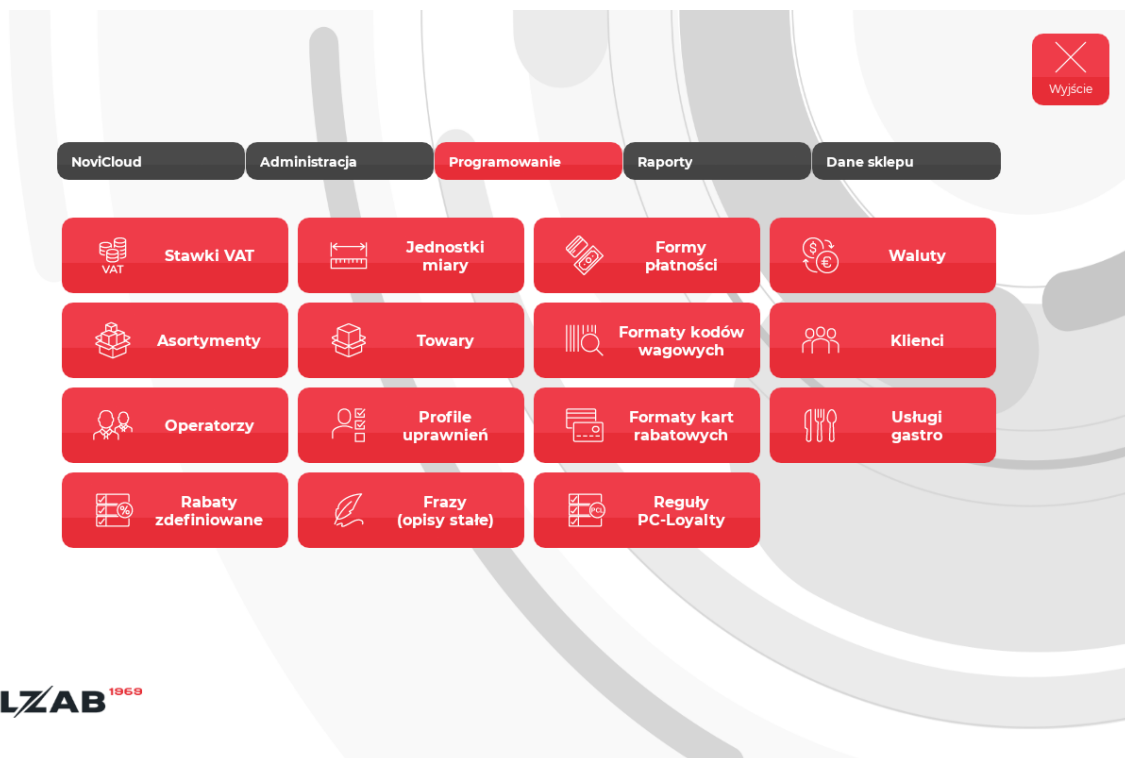 Wyjście
NoviCloud
Administracja
Programowanie
Raporty
Dane sklepu
VAT
Stawki VAT
Jednostki
miary
Formy
płatności
Waluty
Asortymenty
Towary
Formaty kodów
wagowych
Klienci
Operatorzy
Profile
uprawnień
Formaty kart
rabatowych
Usługi
gastro
Rabaty
zdefiniowane
Frazy
(opisy stałe)
PCL
Reguły
PC-Loyalty
LZAB 1969